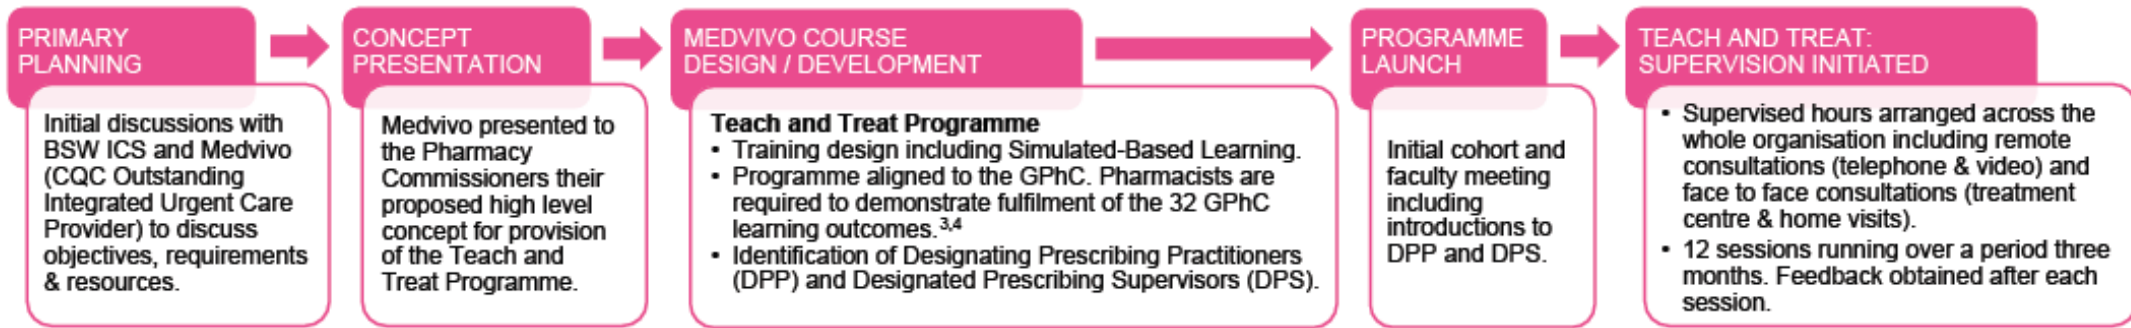 PRIMARY
PLANNING
Initial discussions with
BSW ICS and Medvivo
(CQC Outstanding
Integrated Urgent Care
Provider) to discuss
objectives, requirements
& resources.
CONCEPT
PRESENTATION
Medvivo presented to
the Pharmacy
Commissioners their
proposed high level
concept for provision
of the Teach and
Treat Programme.
MEDVIVO COURSE
DESIGN / DEVELOPMENT
Teach and Treat Programme
• Training design including Simulated-Based Learning.
• Programme aligned to the GPhC. Pharmacists are
required to demonstrate fulfilment of the 32 GPhC
learning outcomes.3,4
• Identification of Designating Prescribing Practitioners
(DPP) and Designated Prescribing Supervisors (DPS).
PROGRAMME
LAUNCH
Initial cohort and
faculty meeting
including
introductions to
DPP and DPS.
TEACH AND TREAT:
SUPERVISION INITIATED
• Supervised hours arranged across the
whole organisation including remote
consultations (telephone & video) and
face to face consultations (treatment
centre & home visits).
• 12 sessions running over a period three
months. Feedback obtained after each
session.